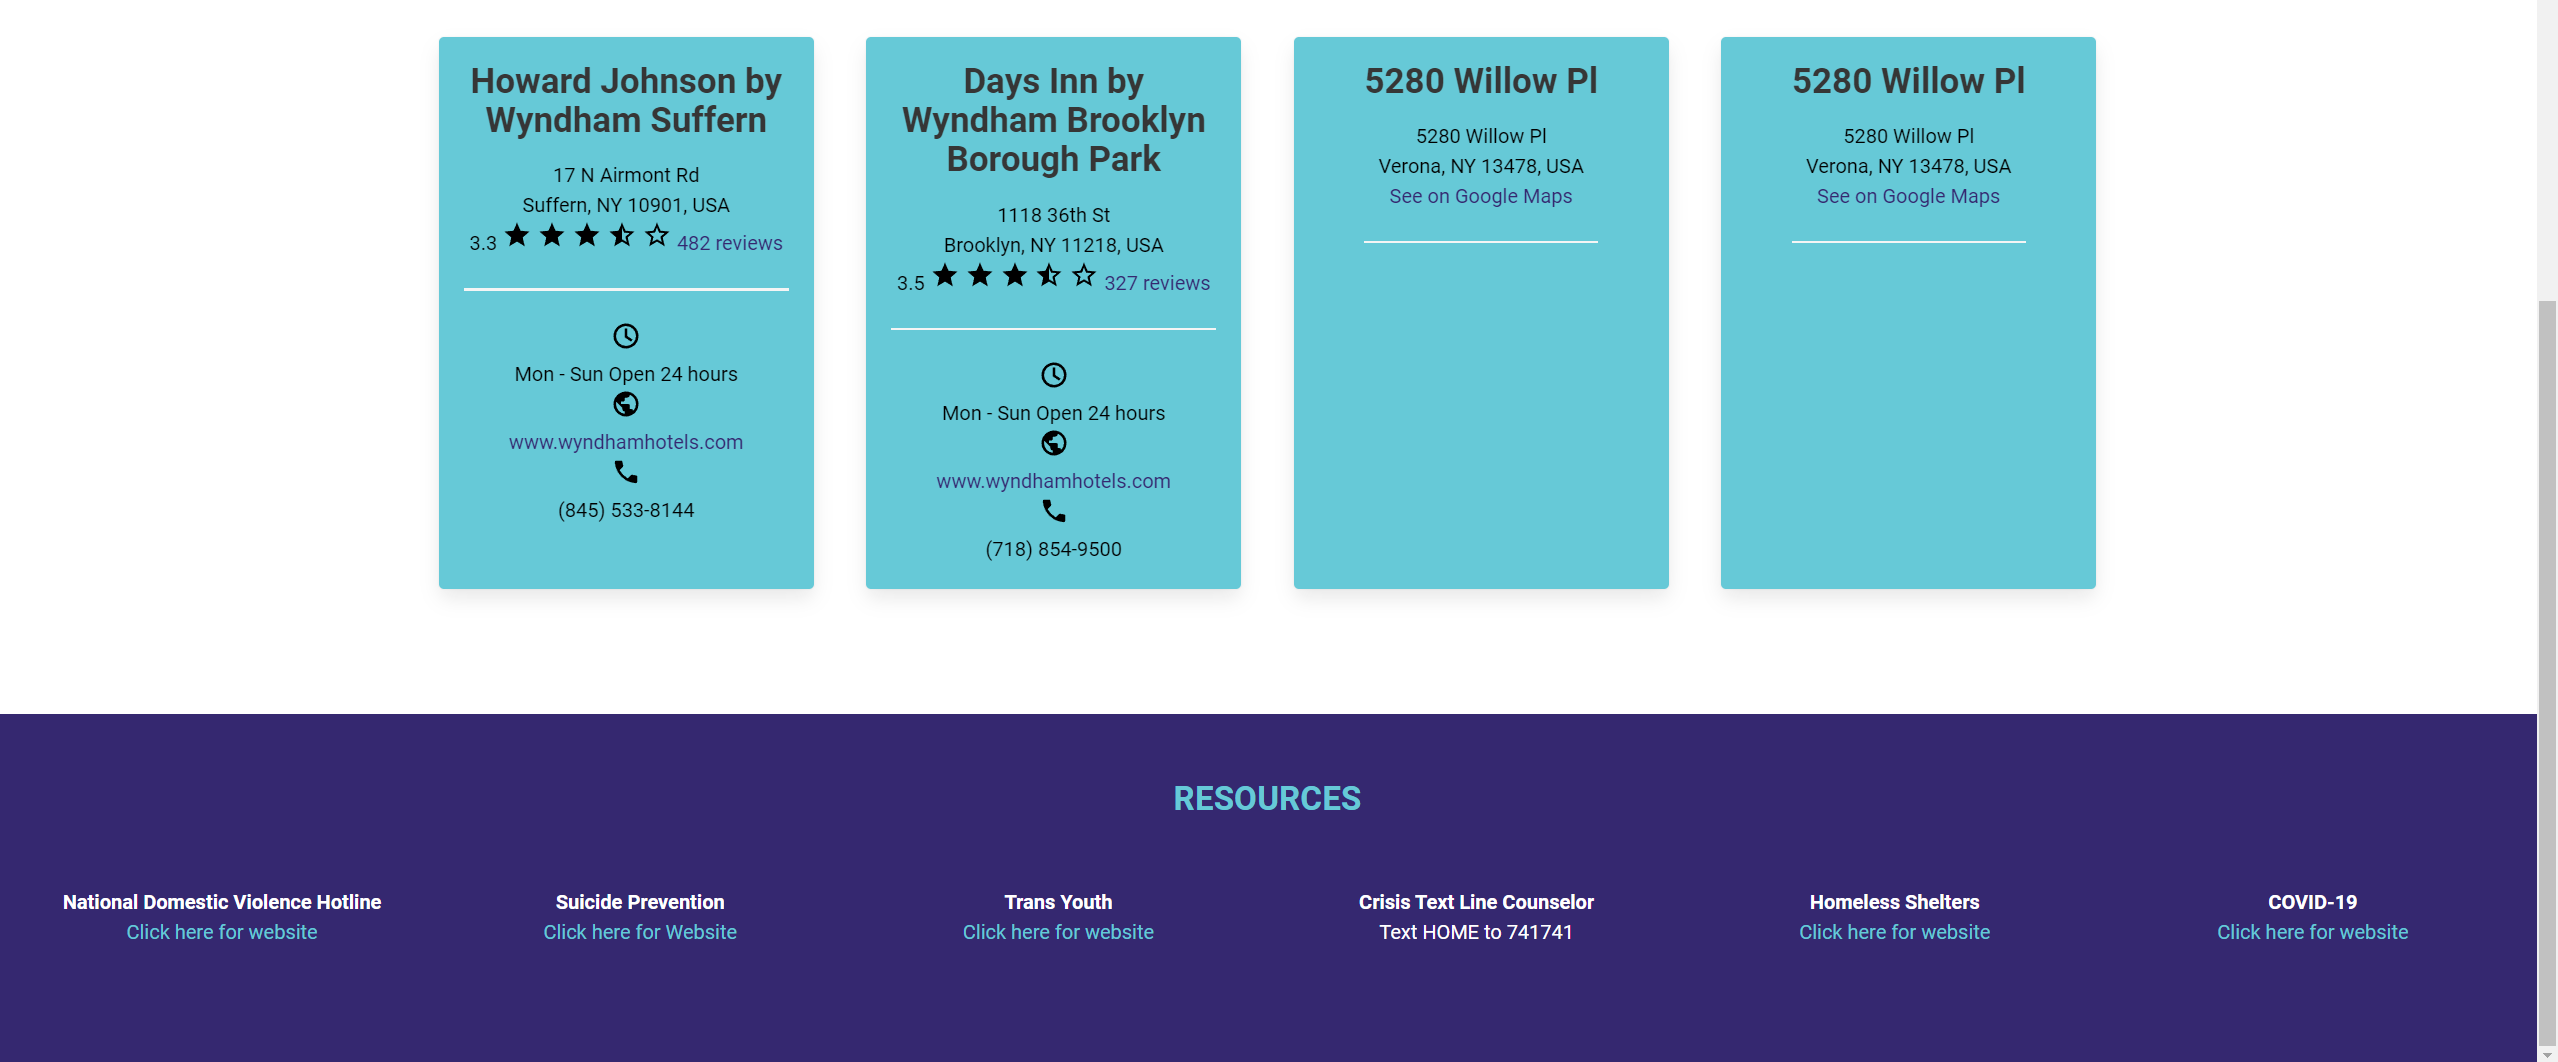 Howard Johnson by
Wyndham Suffern
17 N Airmont Rd
Suffern, NY 10901, USA
3.3 482 reviews
Mon - Sun Open 24 hours
www.wyndhamhotels.com
(845) 533-8144
Days Inn by
Wyndham Brooklyn
Borough Park
1118 36th St
Brooklyn, NY 11218, USA
3.5 327 reviews
Mon - Sun Open 24 hours
www.wyndhamhotels.com
(718) 854-9500
5280 Willow Pl
5280 Willow Pl
Verona, NY 13478, USA
See on Google Maps
5280 Willow Pl
5280 Willow Pl
Verona, NY 13478, USA
See on Google Maps
RESOURCES
National Domestic Violence Hotline
Click here for website
Suicide Prevention
Click here for Website
Trans Youth
Click here for website
Crisis Text Line Counselor
Text HOME to 741741
Homeless Shelters
Click here for website
COVID-19
Click here for website